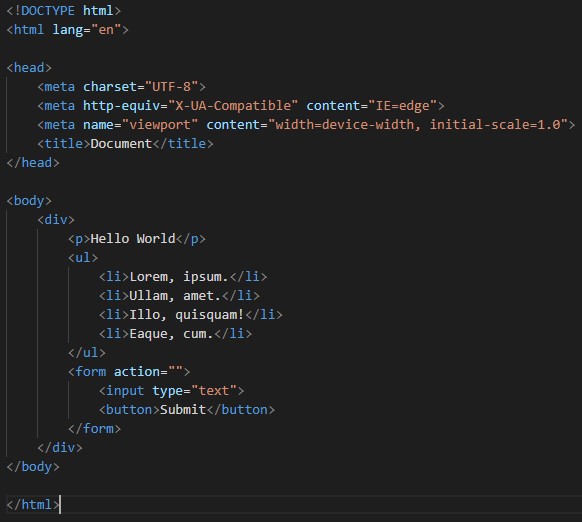 <!DOCTYPE html>
<html lang="en">
<head>
<meta charset="UTF-8">
<meta http-equiv="X-UA-Compatible" content="IE=edge">
<meta name="viewport" content="width=device-width, initial-scale=1.0">
<title>Document</title>
</head>
<body>
<div>
<p>Hello World</p>
<ul>
<li>Lorem, ipsum.</li>
<li>Ullam, amet.</li>
<li>Illo, quisquam!</li>
<li>Eaque, cum.</li>
</ul>
<form action="">
<input type="text">
<button>Submit</button>
</form>
</div>
</body>
</html>